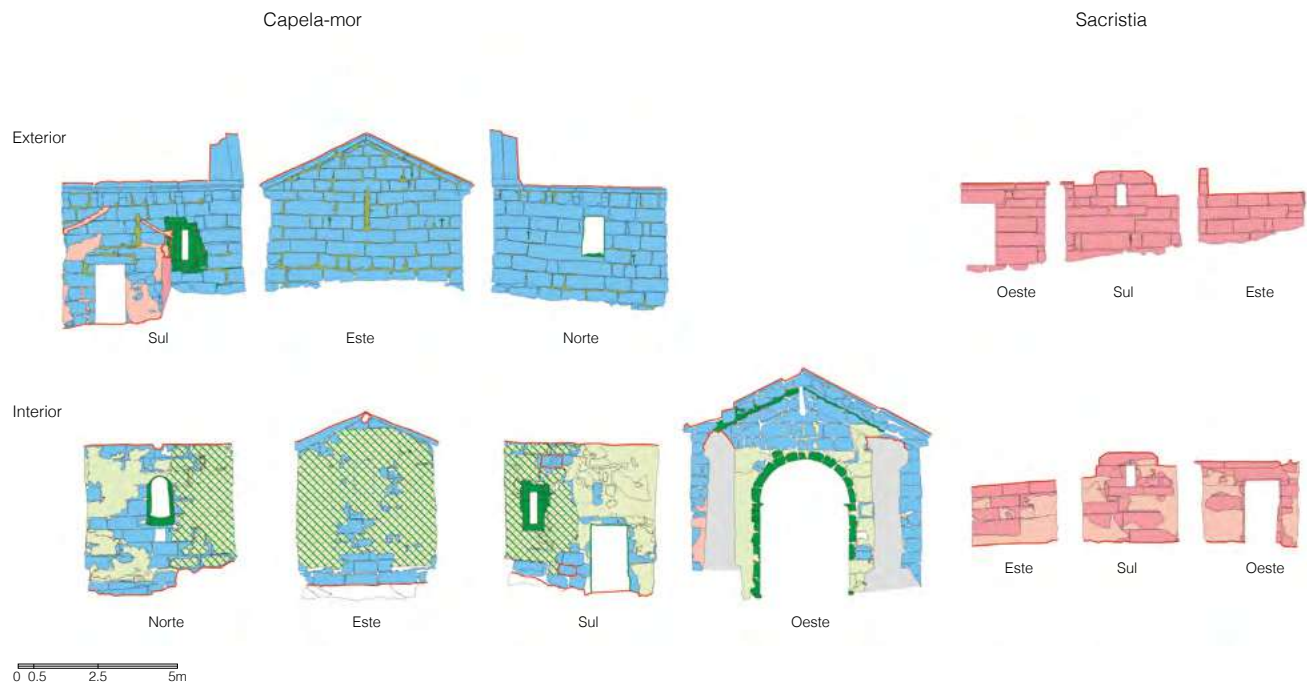 Capela-mor
Sacristia
Exterior
Sul
Este
Norte
Oeste
Sul
Este
Interior
Norte
Este
Sul
Oeste
Este
Sul
Oeste
0 0.5 2.5 5m